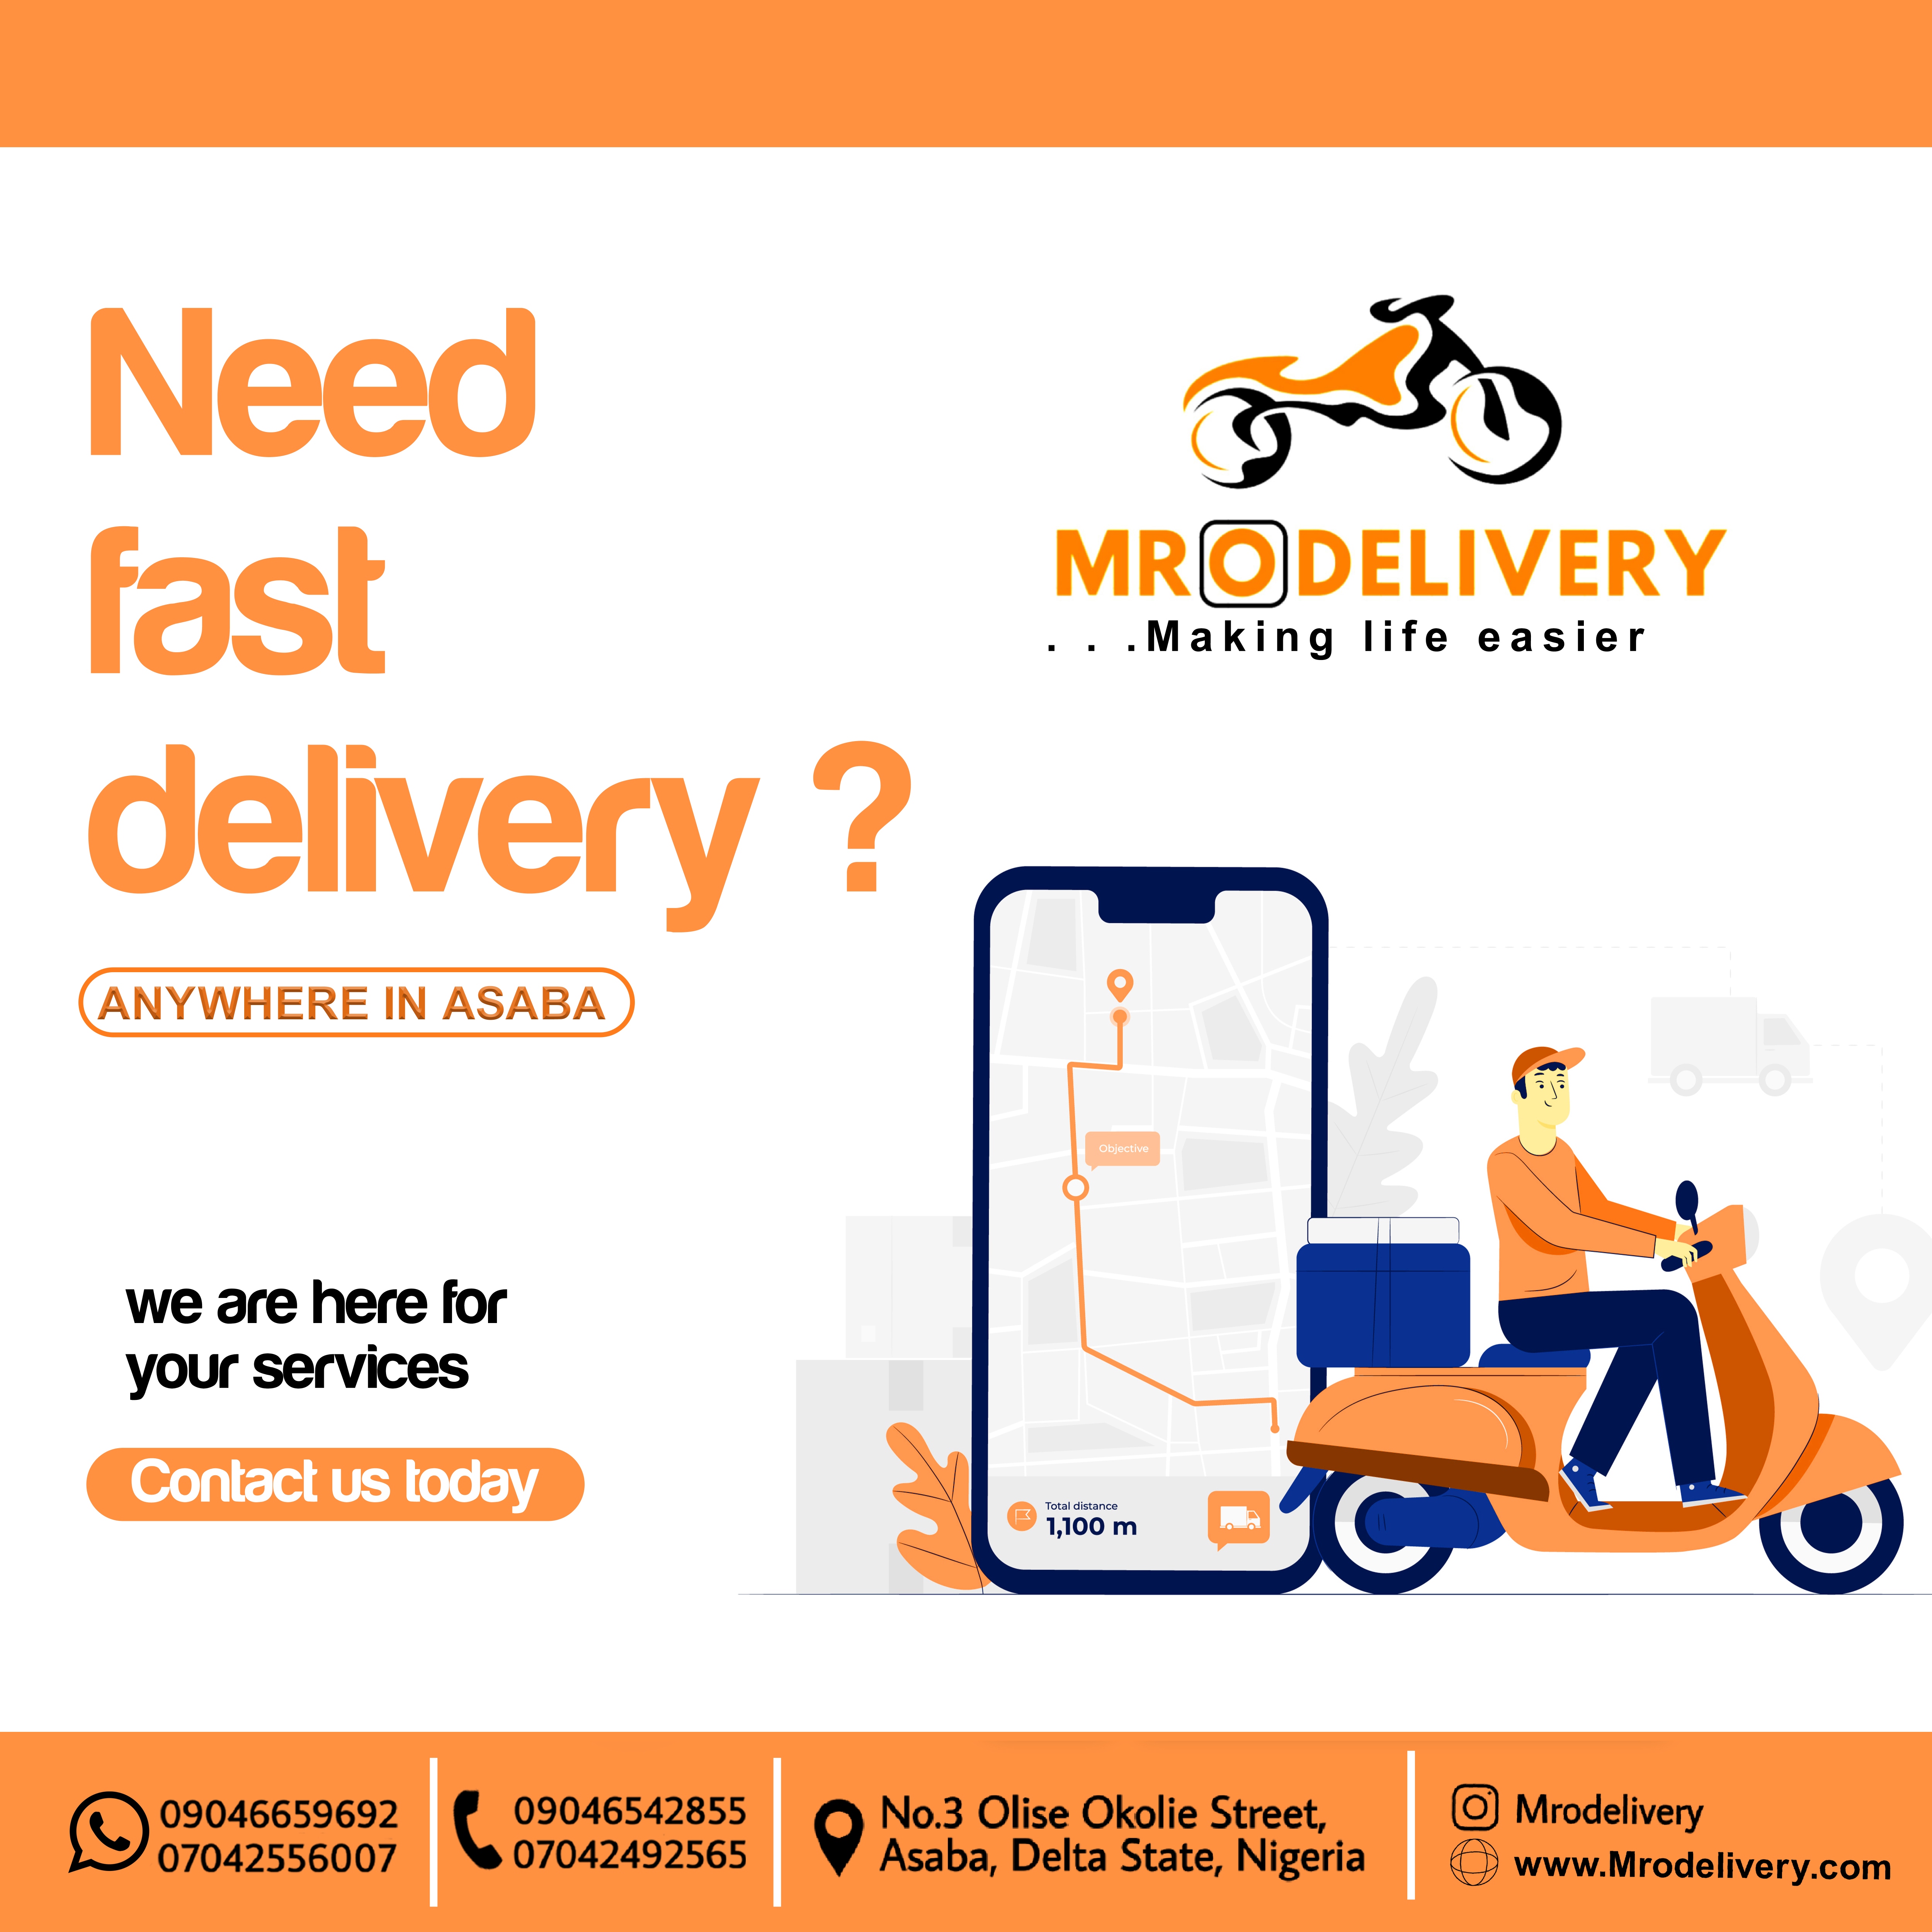 Need
fast
delivery ?
ANYWHERE IN ASABA
MRODELIVERY
. . .Making life easier
Objective
Total distance
1,100 m
we are here for
your services
Contact us today
09046659692
07042556007
09046542855
07042492565
No.3 Olise Okolie Street,
Asaba, Delta State, Nigeria
Mrodelivery
www.Mrodelivery.com